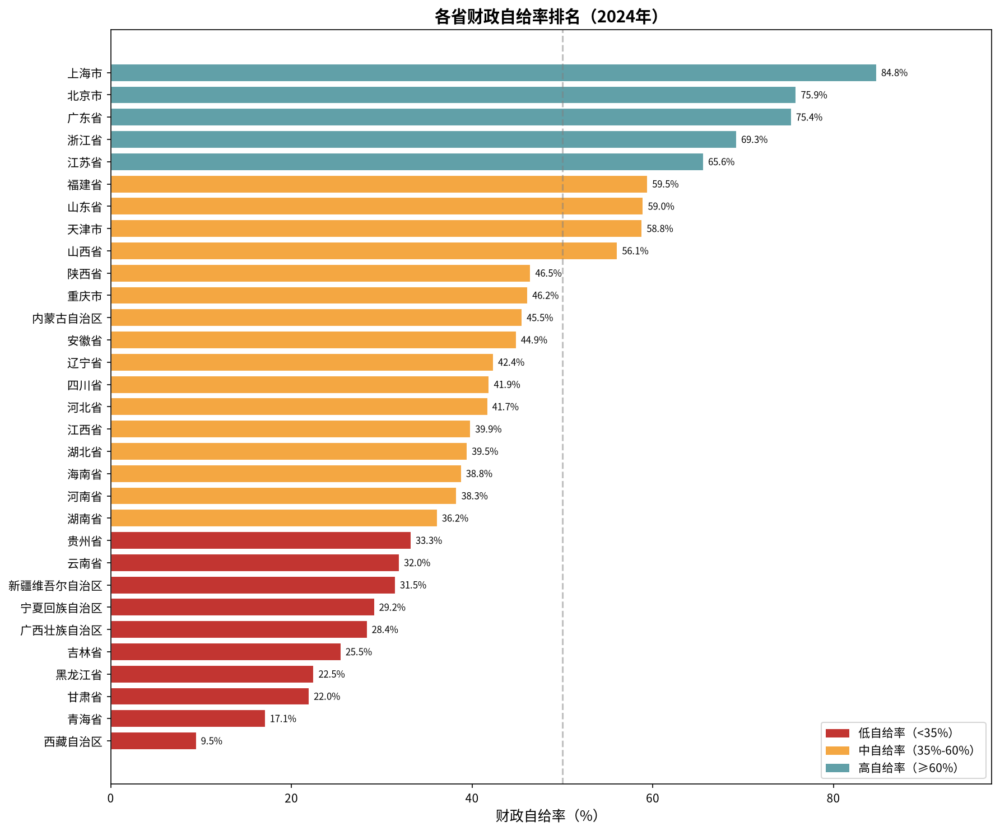 各省财政自给率排名（2024年）
上海市 84.8%
北京市 75.9%
广东省 75.4%
浙江省 69.3%
江苏省 65.6%
福建省 59.5%
山东省 59.0%
天津市 58.8%
山西省 56.1%
陕西省 46.5%
重庆市 46.2%
内蒙古自治区 45.5%
安徽省 44.9%
辽宁省 42.4%
四川省 41.9%
河北省 41.7%
江西省 39.9%
湖北省 39.5%
海南省 38.8%
河南省 38.3%
湖南省 36.2%
贵州省 33.3%
云南省 32.0%
新疆维吾尔自治区 31.5%
宁夏回族自治区 29.2%
广西壮族自治区 28.4%
吉林省 25.5%
黑龙江省 22.5%
甘肃省 22.0%
青海省 17.1%
西藏自治区 9.5%
低自给率（<35%）
中自给率（35%-60%）
高自给率（≥60%）
0 20 40 60 80
财政自给率（%）